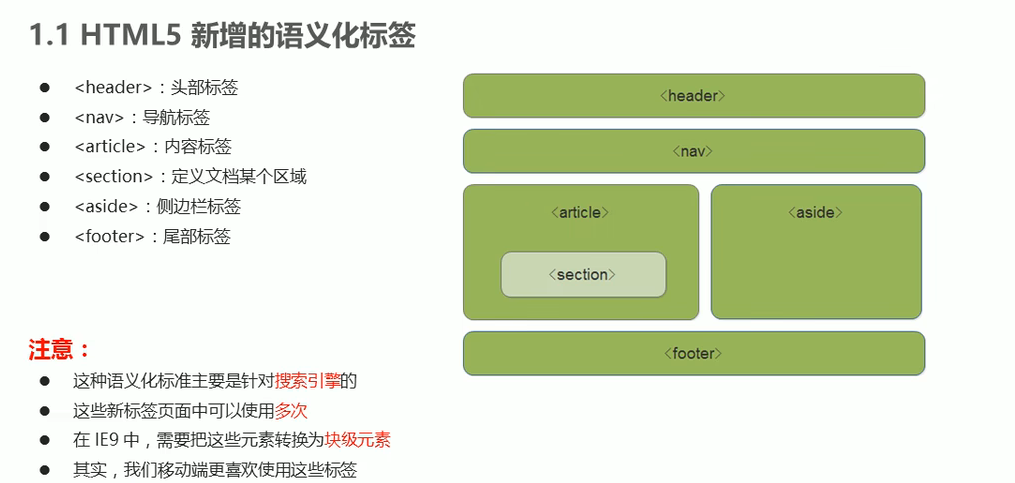 1.1 HTML5 新增的语义化标签
● <header>：头部标签
● <nav>：导航标签
● <article>：内容标签
● <section>：定义文档某个区域
● <aside>：侧边栏标签
● <footer>：尾部标签
<header>
<nav>
<article>
<aside>
<section>
<footer>
注意：
● 这种语义化标准主要是针对搜索引擎的
● 这些新标签页面中可以使用多次
● 在 IE9 中，需要把这些元素转换为块级元素
● 其实，我们移动端更喜欢使用这些标签